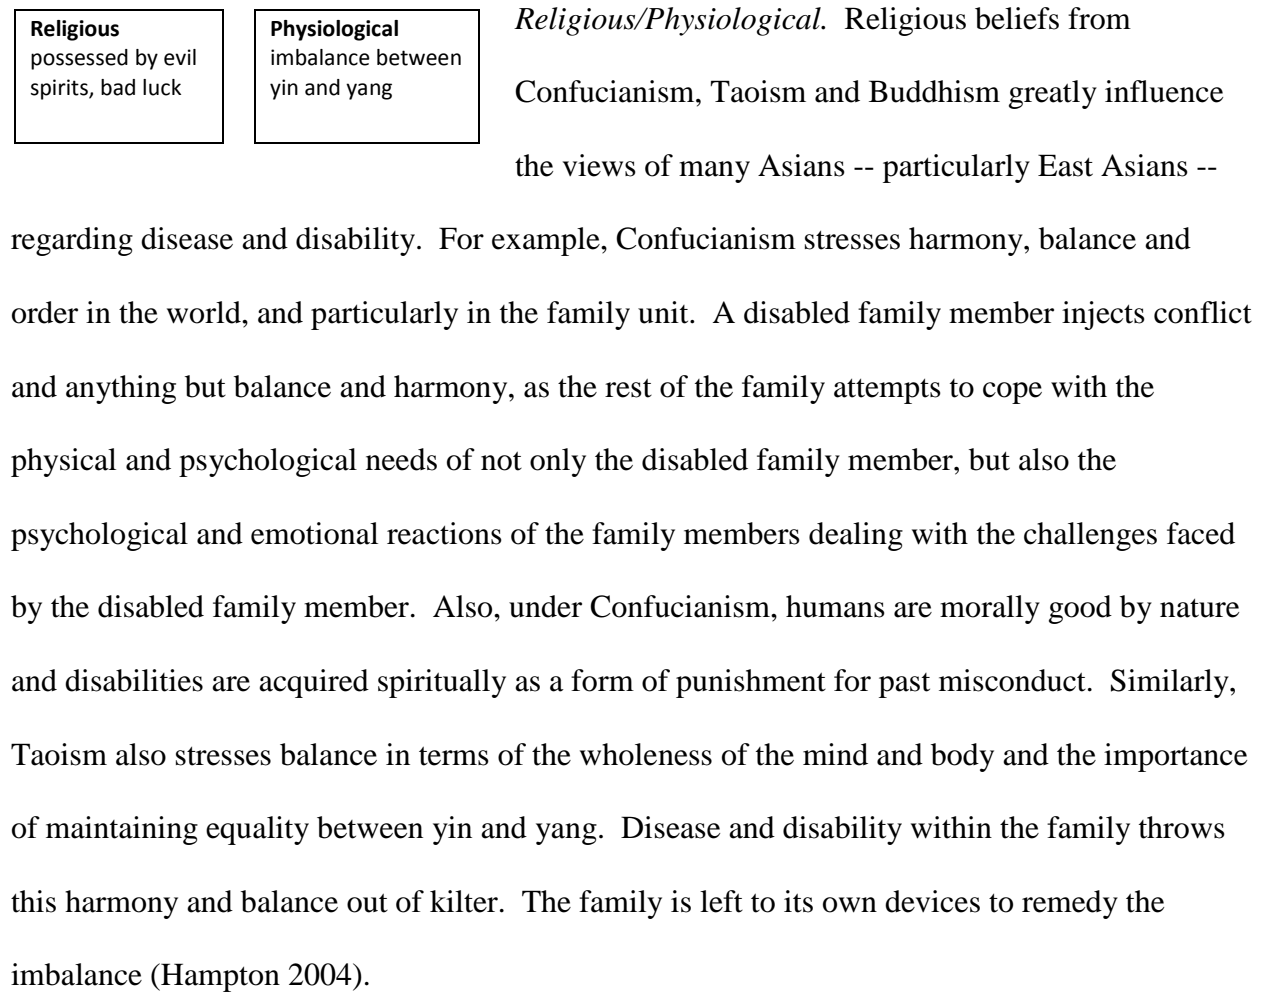 Religious
possessed by evil
spirits, bad luck
Physiological
imbalance between
yin and yang
Religious/Physiological.  Religious beliefs from
Confucianism, Taoism and Buddhism greatly influence
the views of many Asians -- particularly East Asians --
regarding disease and disability.  For example, Confucianism stresses harmony, balance and
order in the world, and particularly in the family unit.  A disabled family member injects conflict
and anything but balance and harmony, as the rest of the family attempts to cope with the
physical and psychological needs of not only the disabled family member, but also the
psychological and emotional reactions of the family members dealing with the challenges faced
by the disabled family member.  Also, under Confucianism, humans are morally good by nature
and disabilities are acquired spiritually as a form of punishment for past misconduct.  Similarly,
Taoism also stresses balance in terms of the wholeness of the mind and body and the importance
of maintaining equality between yin and yang.  Disease and disability within the family throws
this harmony and balance out of kilter.  The family is left to its own devices to remedy the
imbalance (Hampton 2004).